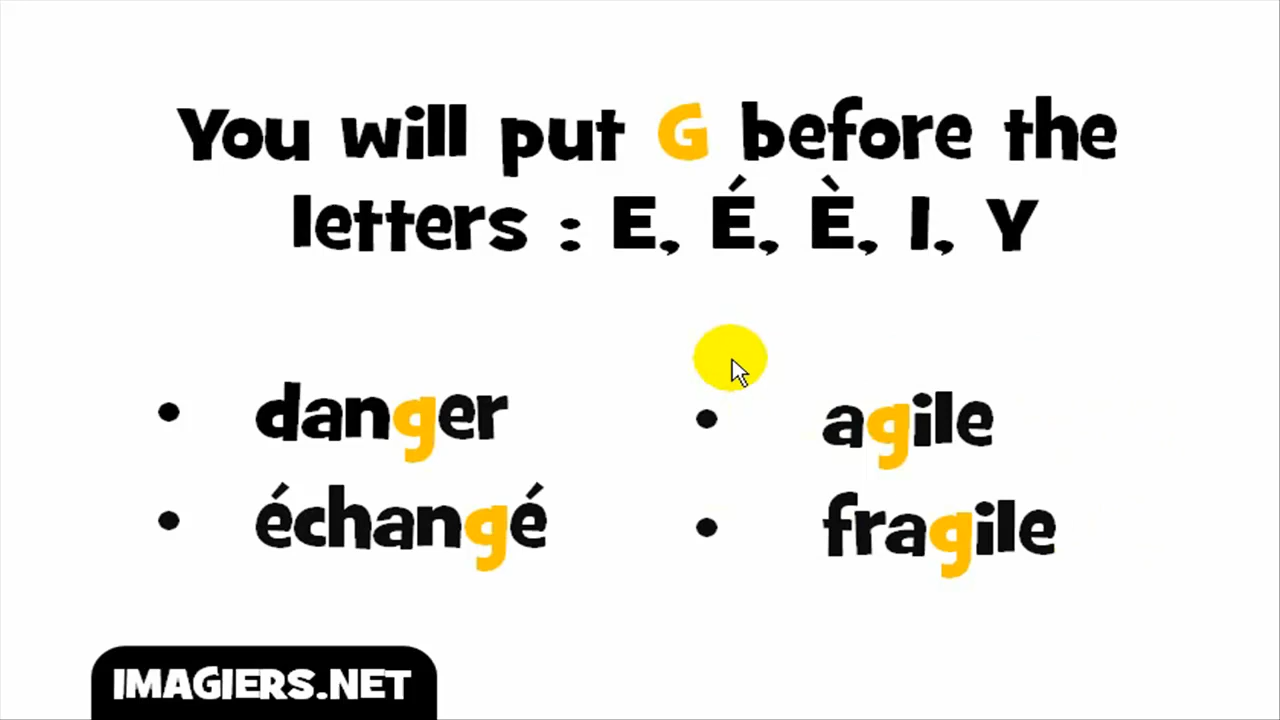 You will put G before the
letters : E, É, È, I, Y
• danger
• échangé
• agile
• fragile
IMAGIERS.NET